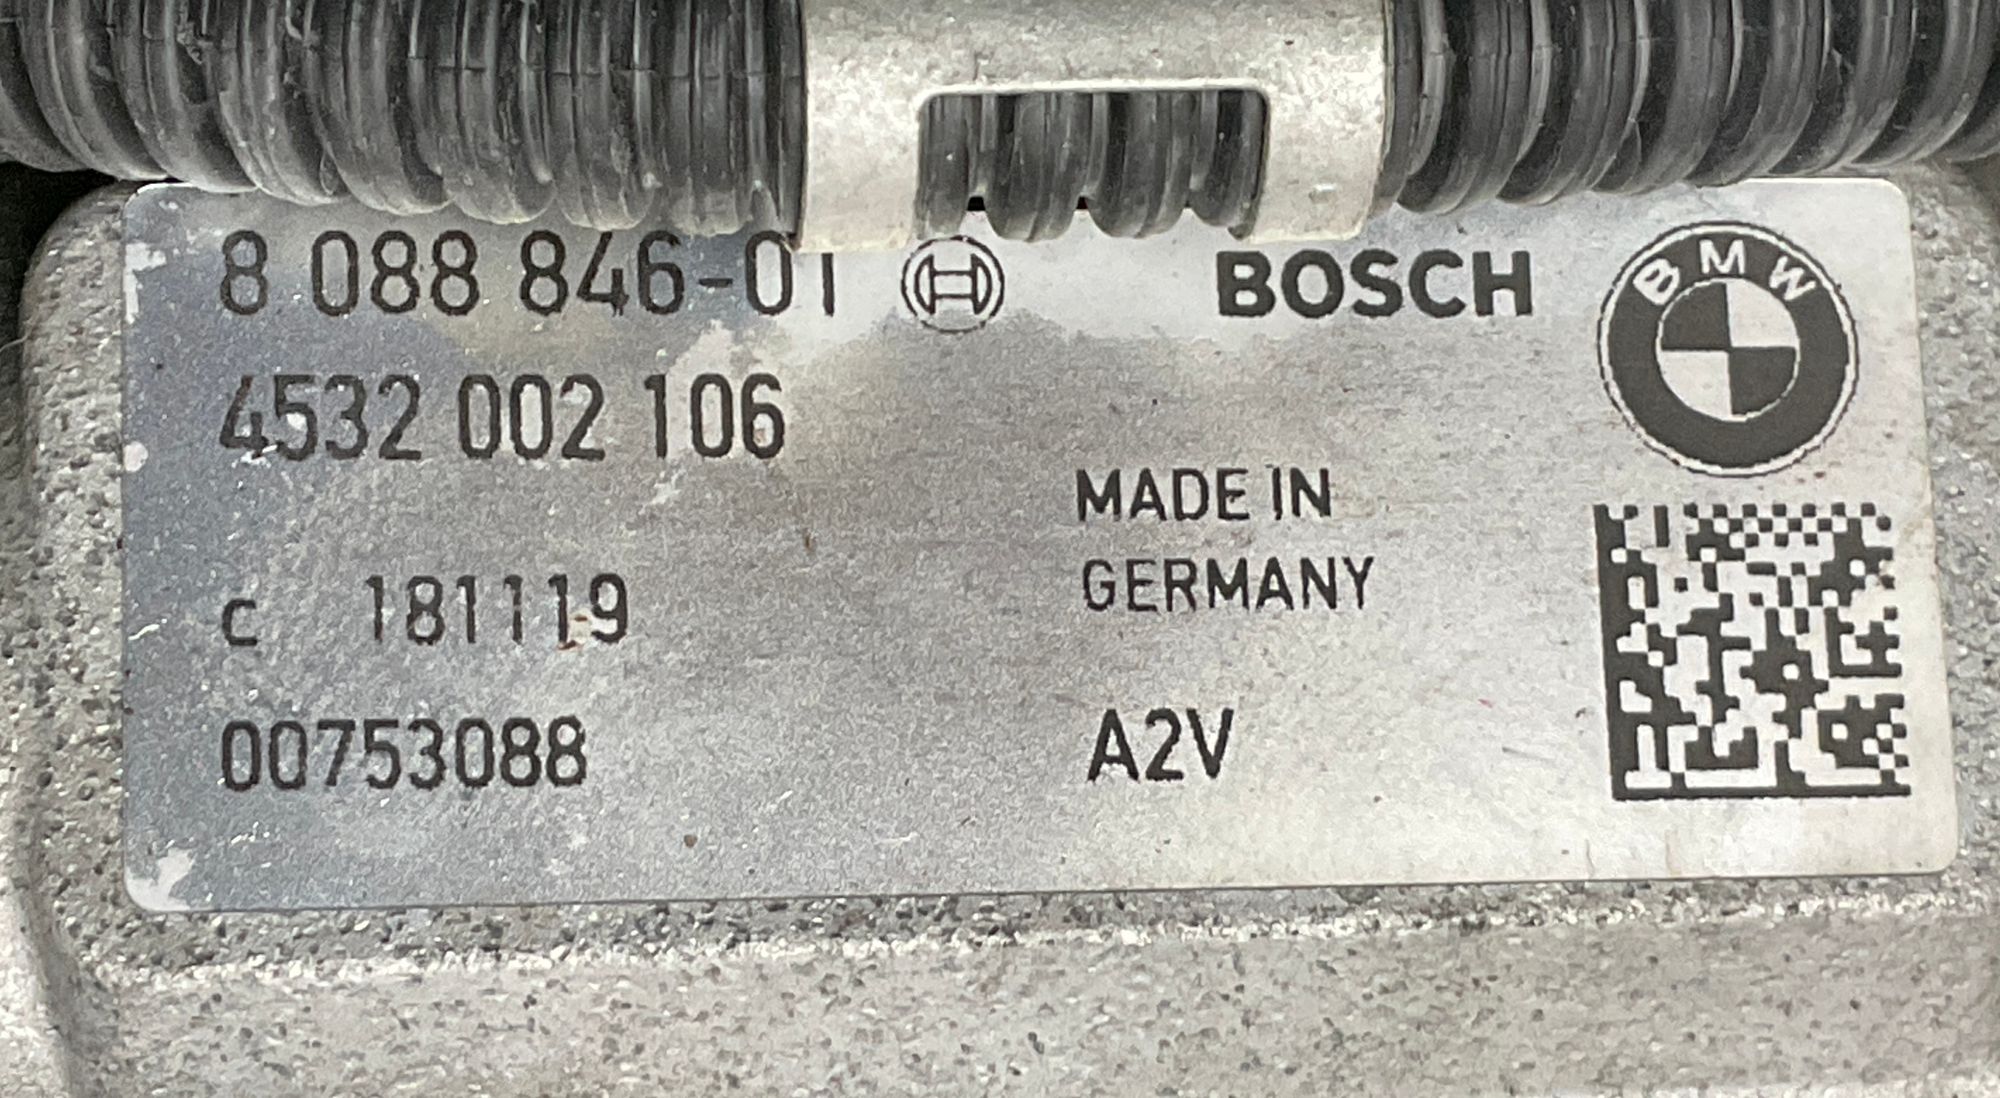 8 088 846-01 BOSCH BMW
4532 002 106
MADE IN
GERMANY
c 181119
00753088 A2V